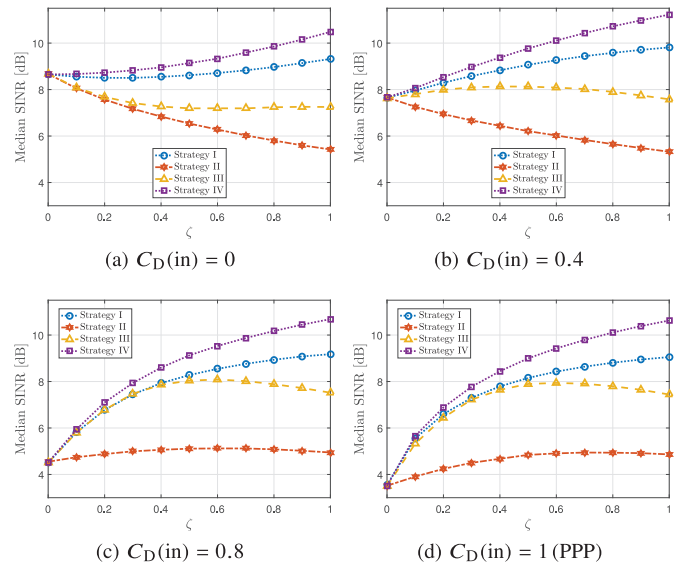 Median SINR [dB]
10
8
6
4
Strategy I
Strategy II
Strategy III
Strategy IV
0 0.2 0.4 0.6 0.8 1
ζ
(a) C_D(in) = 0
Median SINR [dB]
10
8
6
4
Strategy I
Strategy II
Strategy III
Strategy IV
0 0.2 0.4 0.6 0.8 1
ζ
(b) C_D(in) = 0.4
Median SINR [dB]
10
8
6
4
Strategy I
Strategy II
Strategy III
Strategy IV
0 0.2 0.4 0.6 0.8 1
ζ
(c) C_D(in) = 0.8
Median SINR [dB]
10
8
6
4
Strategy I
Strategy II
Strategy III
Strategy IV
0 0.2 0.4 0.6 0.8 1
ζ
(d) C_D(in) = 1 (PPP)